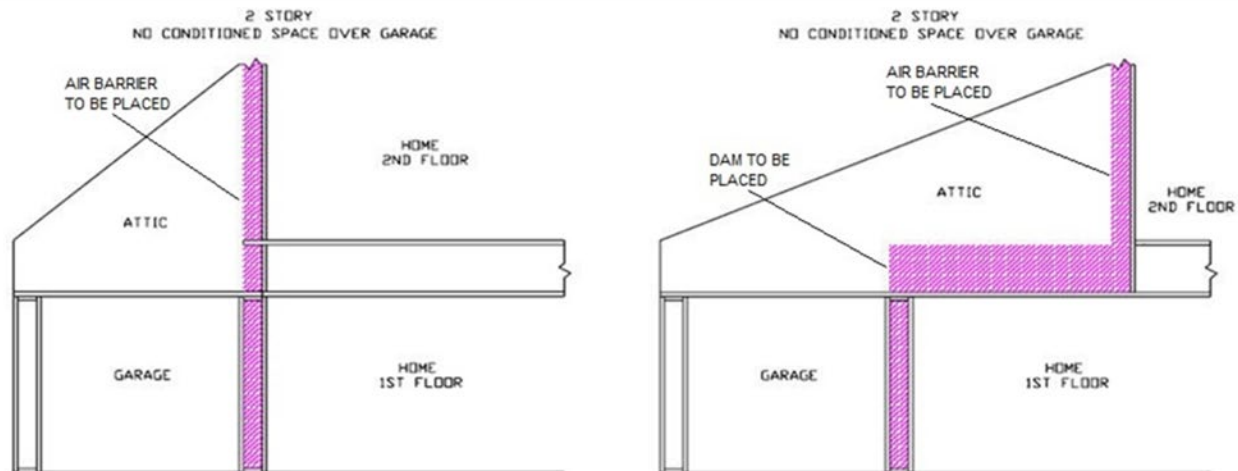 2 STORY
NO CONDITIONED SPACE OVER GARAGE
AIR BARRIER
TO BE PLACED
HOME
2ND FLOOR
ATTIC
GARAGE
HOME
1ST FLOOR
2 STORY
NO CONDITIONED SPACE OVER GARAGE
AIR BARRIER
TO BE PLACED
DAM TO BE
PLACED
ATTIC
HOME
2ND FLOOR
GARAGE
HOME
1ST FLOOR